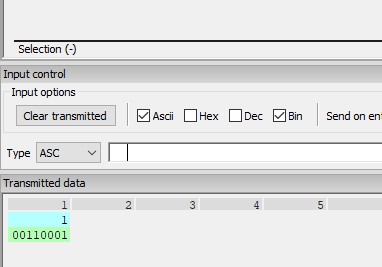 Selection (-)
Input control
Input options
Clear transmitted Ascii Hex Dec Bin Send on ent
Type ASC
Transmitted data
1 2 3 4 5
1
00110001